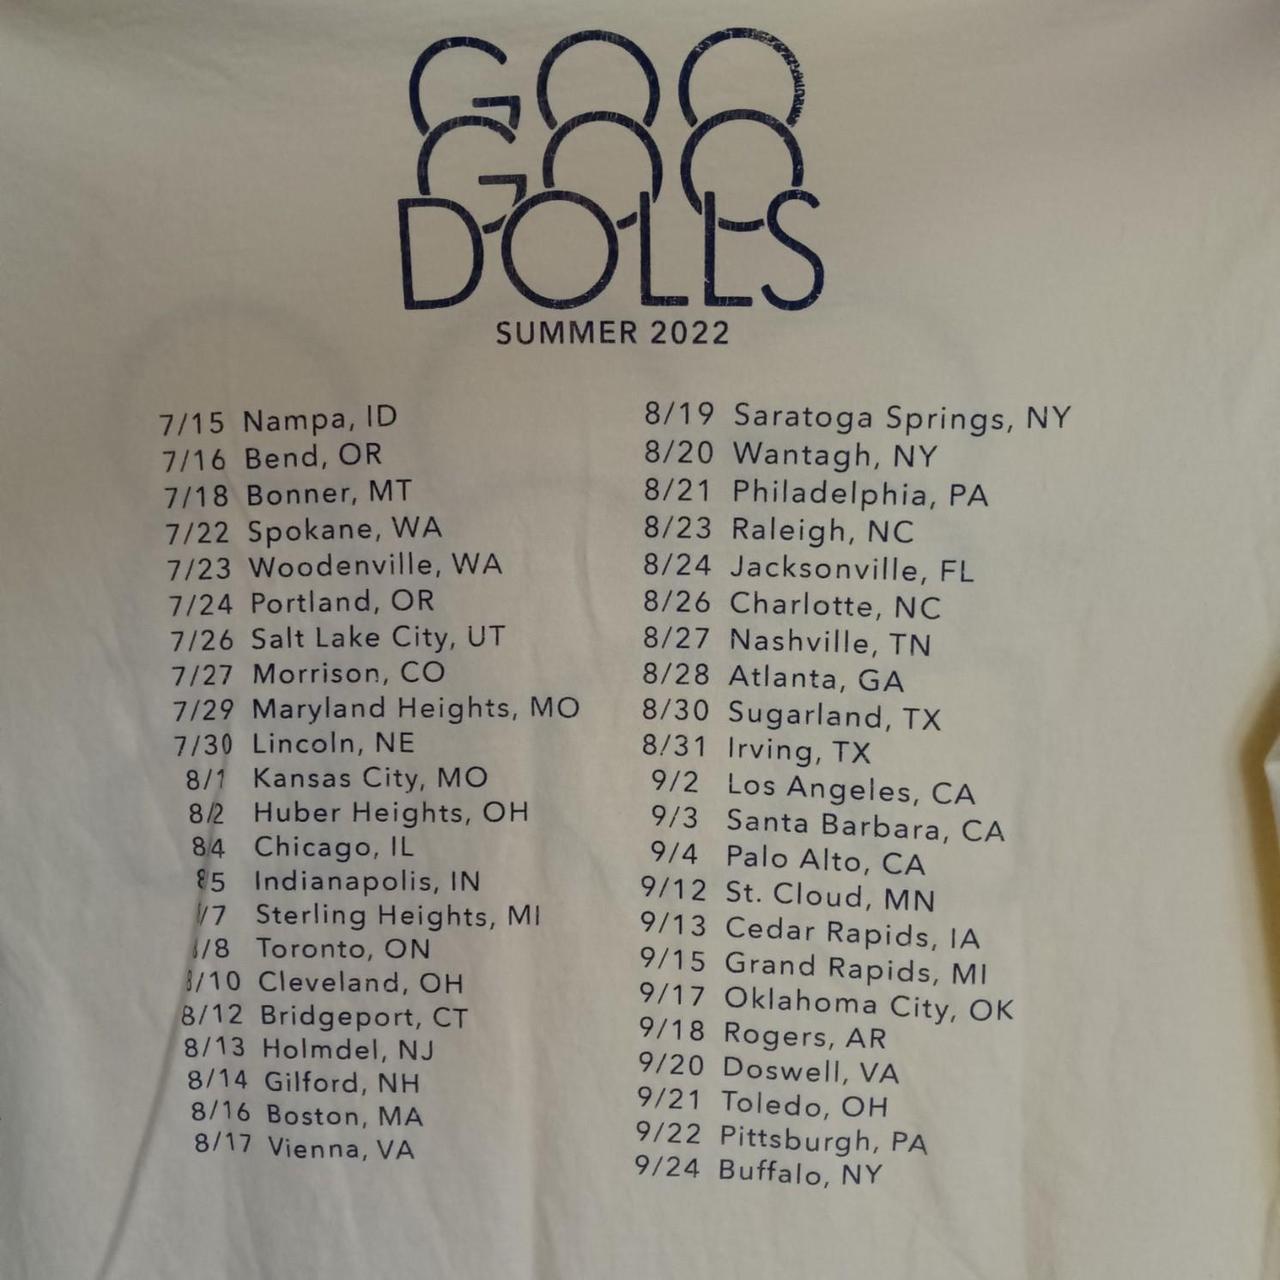 GOO
GOO
DOLLS
SUMMER 2022
7/15 Nampa, ID
7/16 Bend, OR
7/18 Bonner, MT
7/22 Spokane, WA
7/23 Woodenville, WA
7/24 Portland, OR
7/26 Salt Lake City, UT
7/27 Morrison, CO
7/29 Maryland Heights, MO
7/30 Lincoln, NE
8/1 Kansas City, MO
8/2 Huber Heights, OH
8/4 Chicago, IL
8/5 Indianapolis, IN
8/7 Sterling Heights, MI
8/8 Toronto, ON
8/10 Cleveland, OH
8/12 Bridgeport, CT
8/13 Holmdel, NJ
8/14 Gilford, NH
8/16 Boston, MA
8/17 Vienna, VA
8/19 Saratoga Springs, NY
8/20 Wantagh, NY
8/21 Philadelphia, PA
8/23 Raleigh, NC
8/24 Jacksonville, FL
8/26 Charlotte, NC
8/27 Nashville, TN
8/28 Atlanta, GA
8/30 Sugarland, TX
8/31 Irving, TX
9/2 Los Angeles, CA
9/3 Santa Barbara, CA
9/4 Palo Alto, CA
9/12 St. Cloud, MN
9/13 Cedar Rapids, IA
9/15 Grand Rapids, MI
9/17 Oklahoma City, OK
9/18 Rogers, AR
9/20 Doswell, VA
9/21 Toledo, OH
9/22 Pittsburgh, PA
9/24 Buffalo, NY